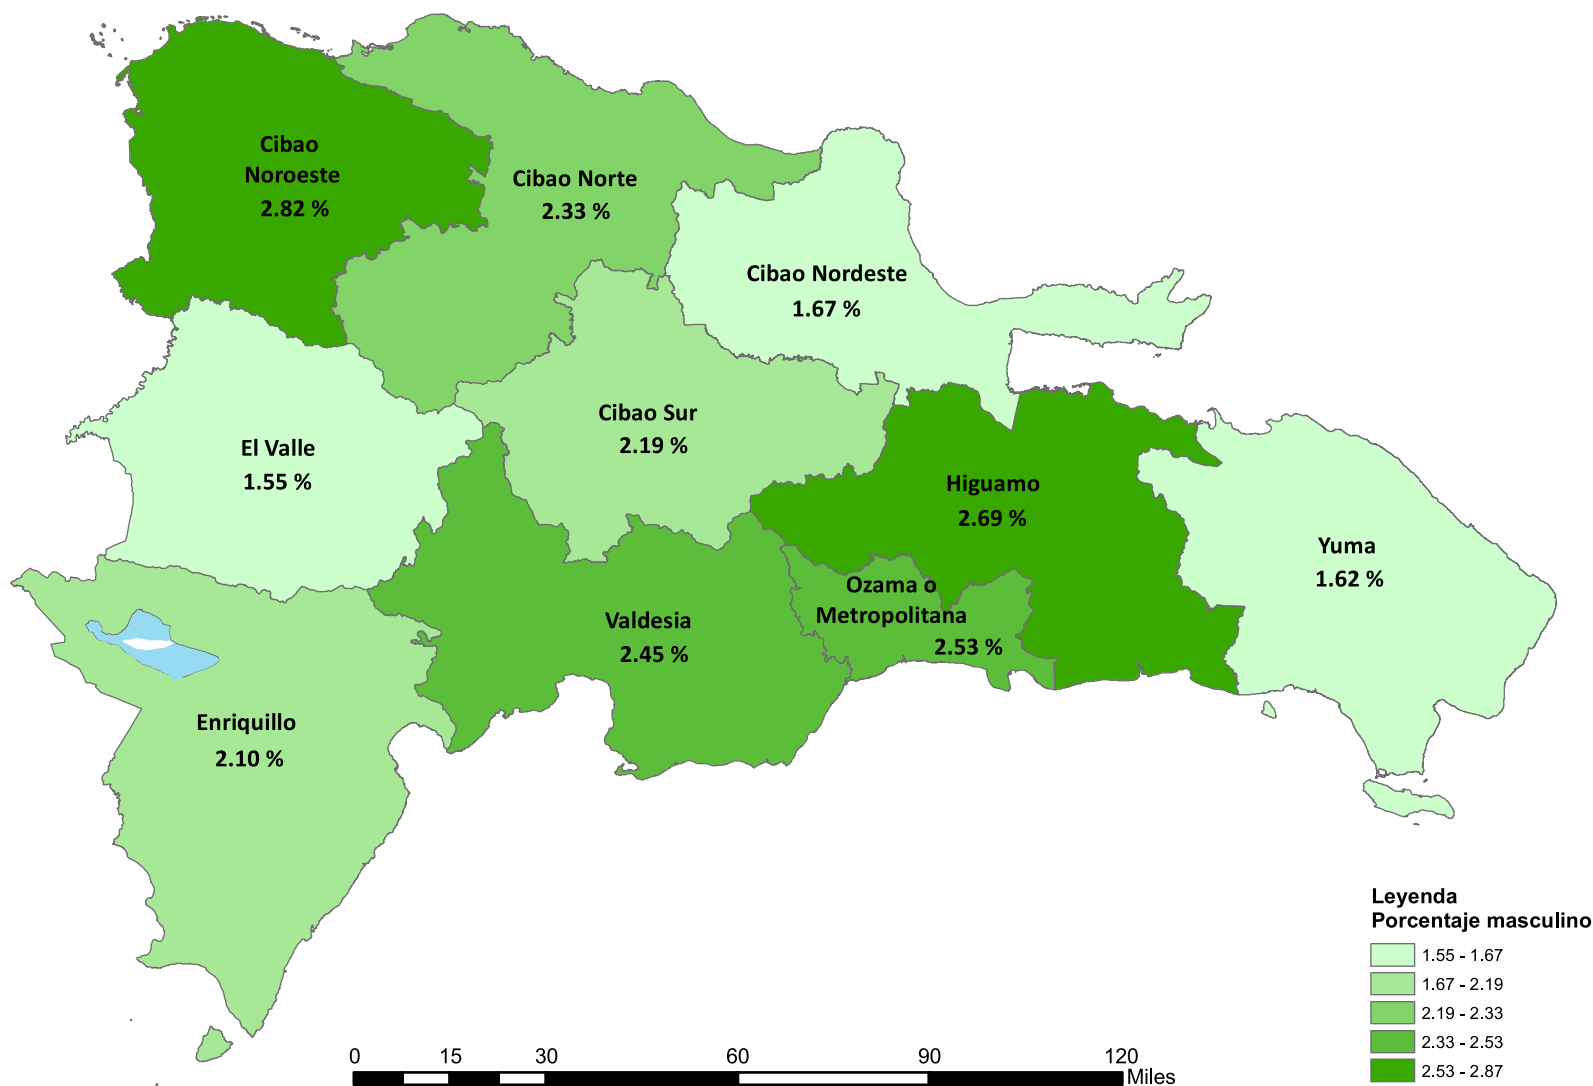 Cibao
Noroeste
2.82 %
Cibao Norte
2.33 %
Cibao Nordeste
1.67 %
El Valle
1.55 %
Cibao Sur
2.19 %
Higuamo
2.69 %
Yuma
1.62 %
Ozama o
Metropolitana
2.53 %
Valdesia
2.45 %
Enriquillo
2.10 %
Leyenda
Porcentaje masculino
1.55 - 1.67
1.67 - 2.19
2.19 - 2.33
2.33 - 2.53
2.53 - 2.87
0 15 30 60 90 120
Miles